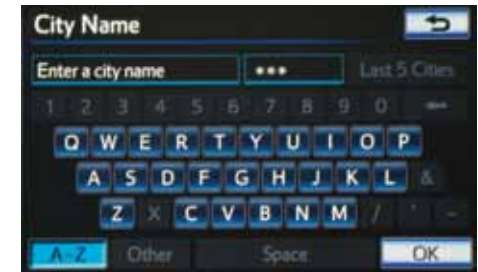 City Name
Enter a city name *** Last 5 Cities
1 2 3 4 5 6 7 8 9 0
Q W E R T Y U I O P
A S D F G H J K L &
Z X C V B N M / ' -
A-Z Other Space OK